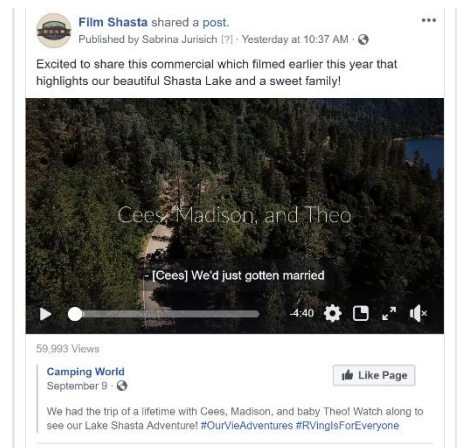 Film Shasta shared a post.
Published by Sabrina Jurisich [?] · Yesterday at 10:37 AM ·
Excited to share this commercial which filmed earlier this year that
highlights our beautiful Shasta Lake and a sweet family!
Cees, Madison, and Theo
- [Cees] We'd just gotten married
-4:40
59,993 Views
Camping World
September 9 ·
Like Page
We had the trip of a lifetime with Cees, Madison, and baby Theo! Watch along to
see our Lake Shasta Adventure! #OurVieAdventures #RVingIsForEveryone